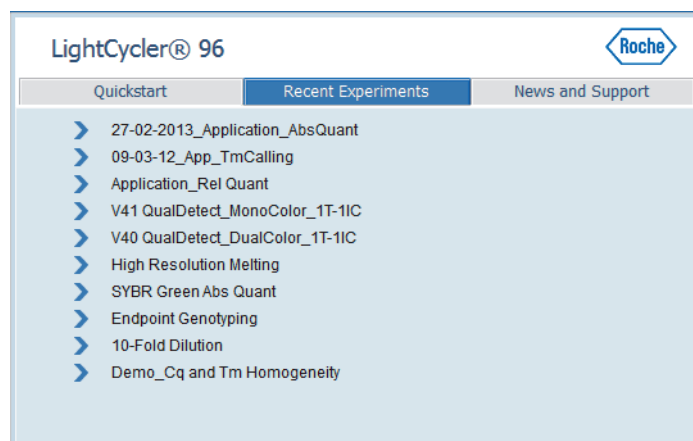 LightCycler® 96
Roche
Quickstart
Recent Experiments
News and Support
27-02-2013_Application_AbsQuant
09-03-12_App_TmCalling
Application_Rel Quant
V41 QualDetect_MonoColor_1T-1IC
V40 QualDetect_DualColor_1T-1IC
High Resolution Melting
SYBR Green Abs Quant
Endpoint Genotyping
10-Fold Dilution
Demo_Cq and Tm Homogeneity